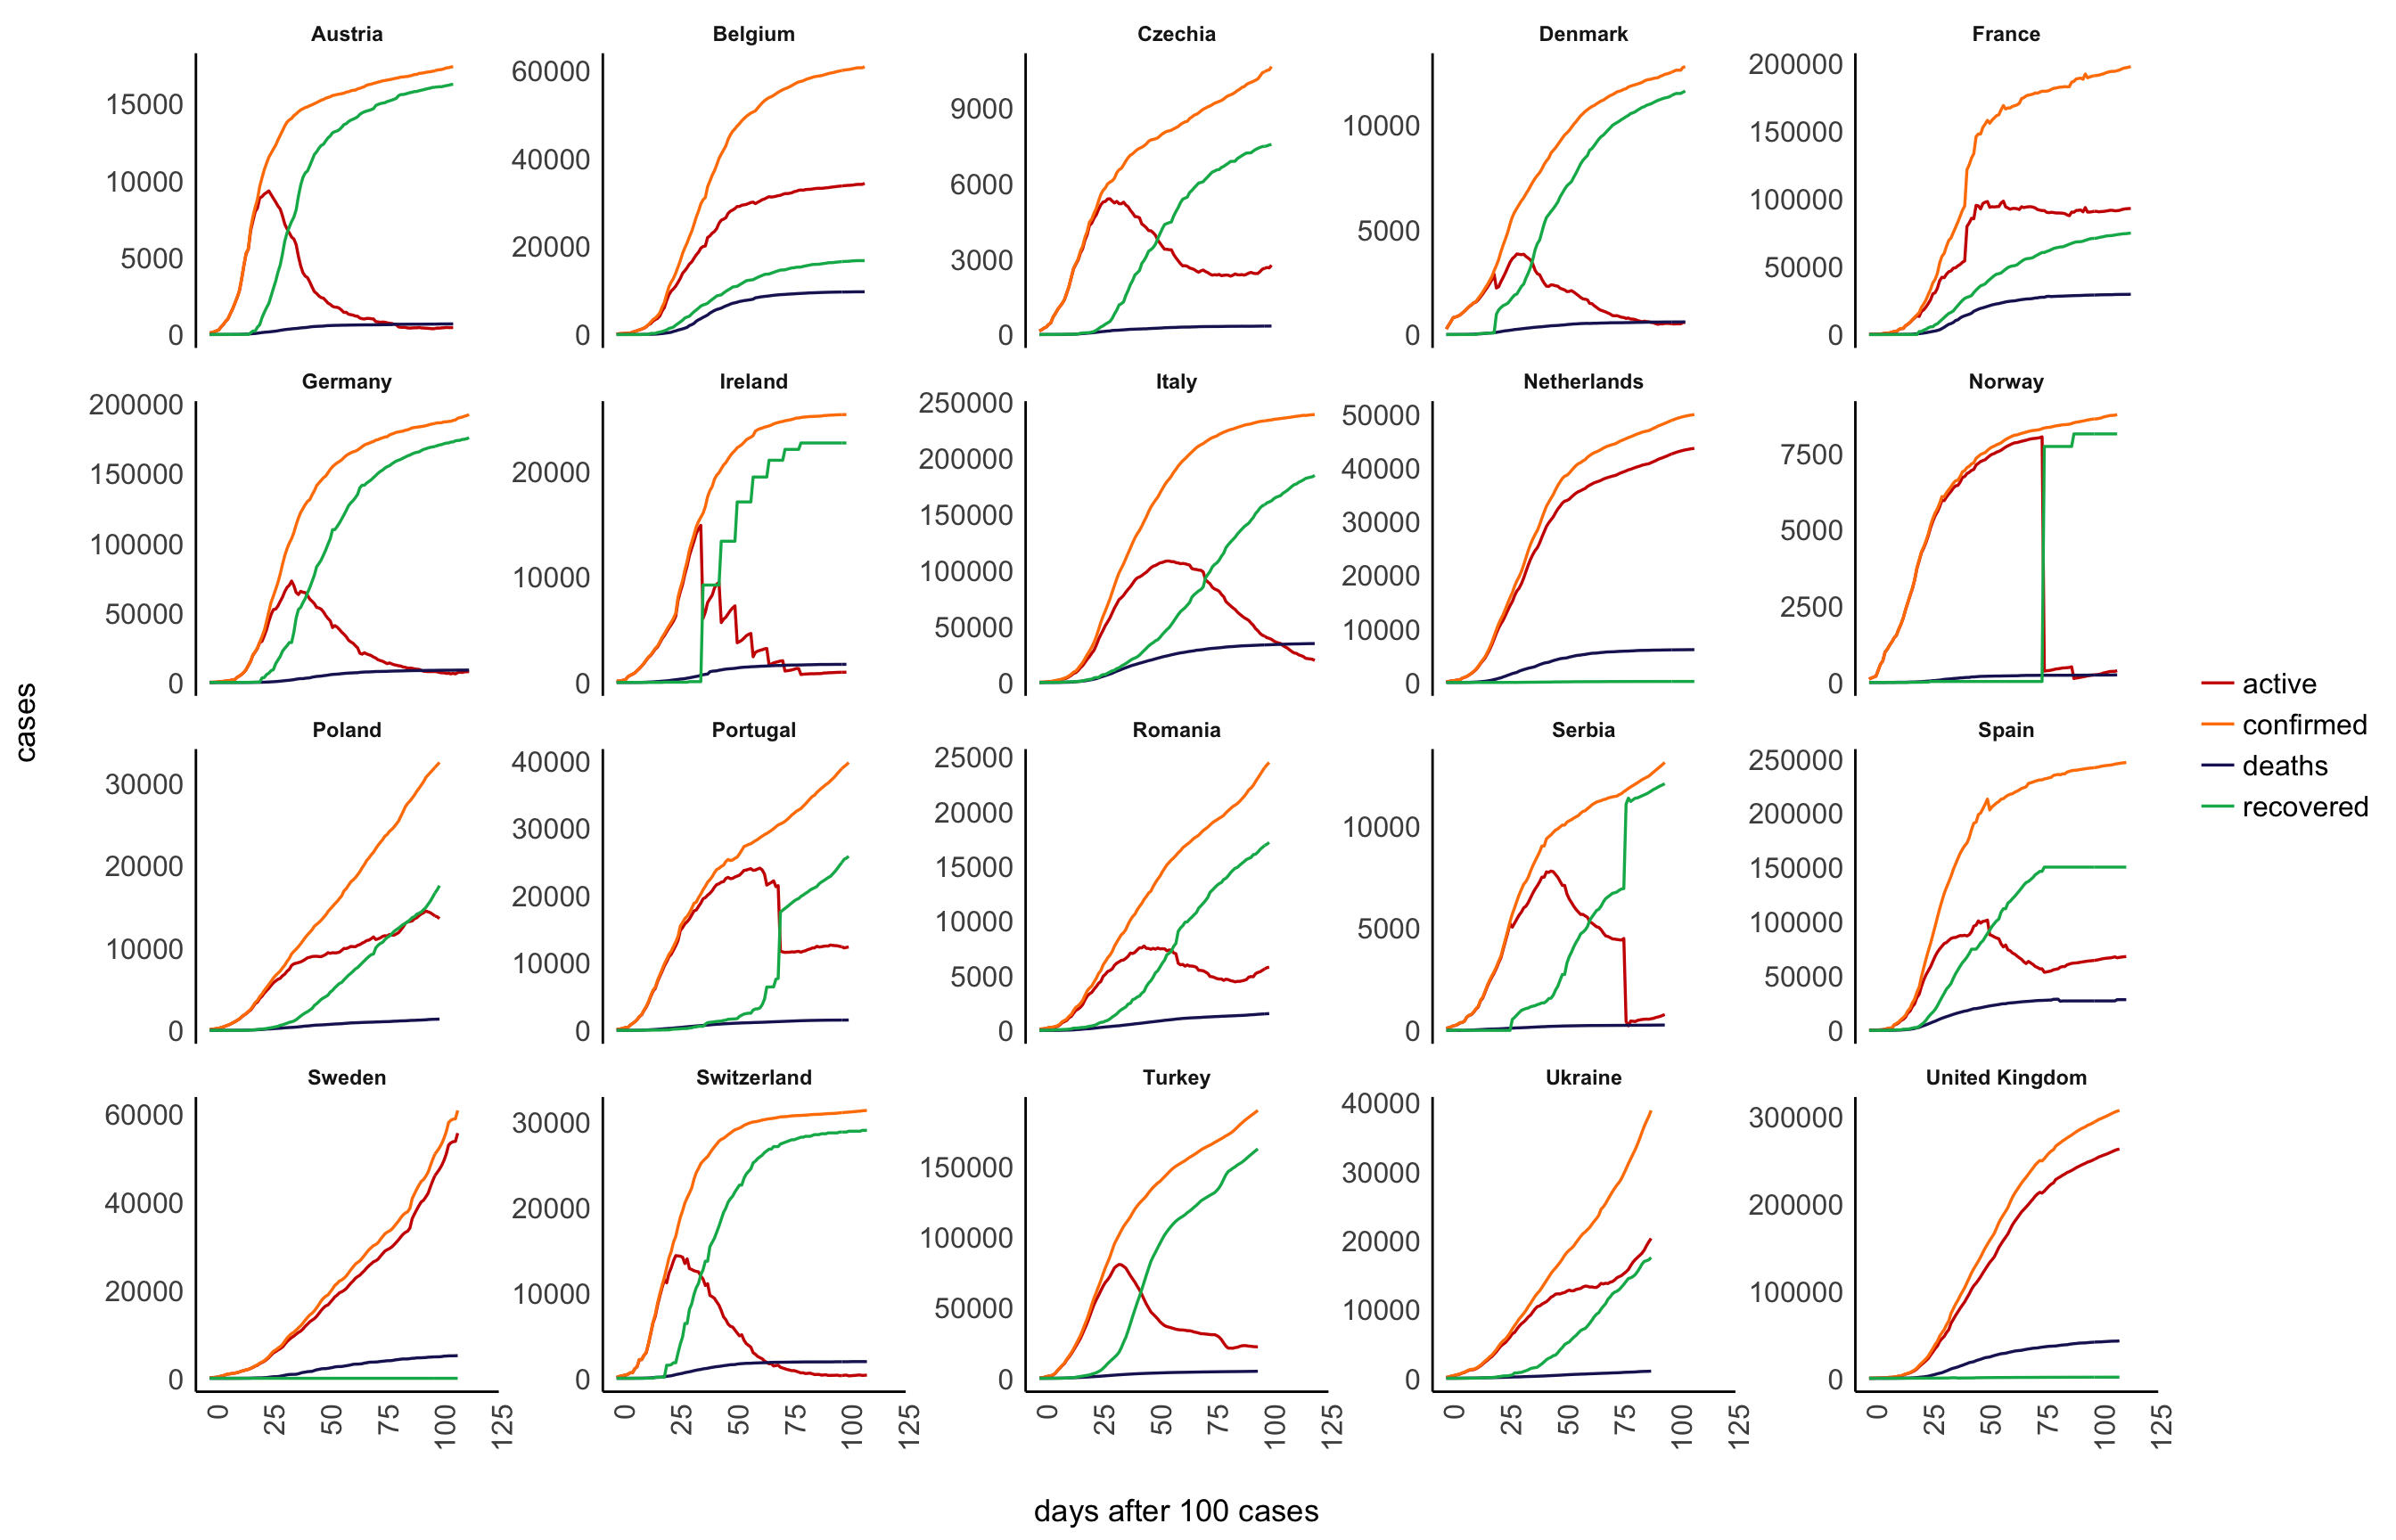 Austria Belgium Czechia Denmark France
15000 10000 5000 0
60000 40000 20000 0
9000 6000 3000 0
10000 5000 0
200000 150000 100000 50000 0
Germany Ireland Italy Netherlands Norway
200000 150000 100000 50000 0
20000 10000 0
250000 200000 150000 100000 50000 0
50000 40000 30000 20000 10000 0
7500 5000 2500 0
cases
active
confirmed
deaths
recovered
Poland Portugal Romania Serbia Spain
30000 20000 10000 0
40000 30000 20000 10000 0
25000 20000 15000 10000 5000 0
10000 5000 0
250000 200000 150000 100000 50000 0
Sweden Switzerland Turkey Ukraine United Kingdom
60000 40000 20000 0
30000 20000 10000 0
150000 100000 50000 0
40000 30000 20000 10000 0
300000 200000 100000 0
0 25 50 75 100 125
0 25 50 75 100 125
0 25 50 75 100 125
0 25 50 75 100 125
0 25 50 75 100 125
days after 100 cases